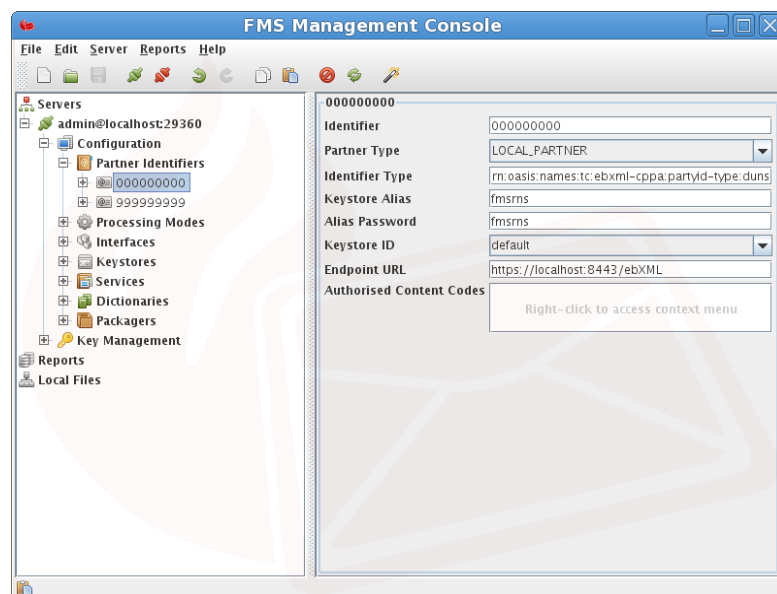 FMS Management Console
File Edit Server Reports Help
Servers
admin@localhost:29360
Configuration
Partner Identifiers
000000000
999999999
Processing Modes
Interfaces
Keystores
Services
Dictionaries
Packagers
Key Management
Reports
Local Files
000000000
Identifier 000000000
Partner Type LOCAL_PARTNER
Identifier Type rn:oasis:names:tc:ebxml-cppa:partyid-type:duns
Keystore Alias fmsrns
Alias Password fmsrns
Keystore ID default
Endpoint URL https://localhost:8443/ebXML
Authorised Content Codes
Right-click to access context menu